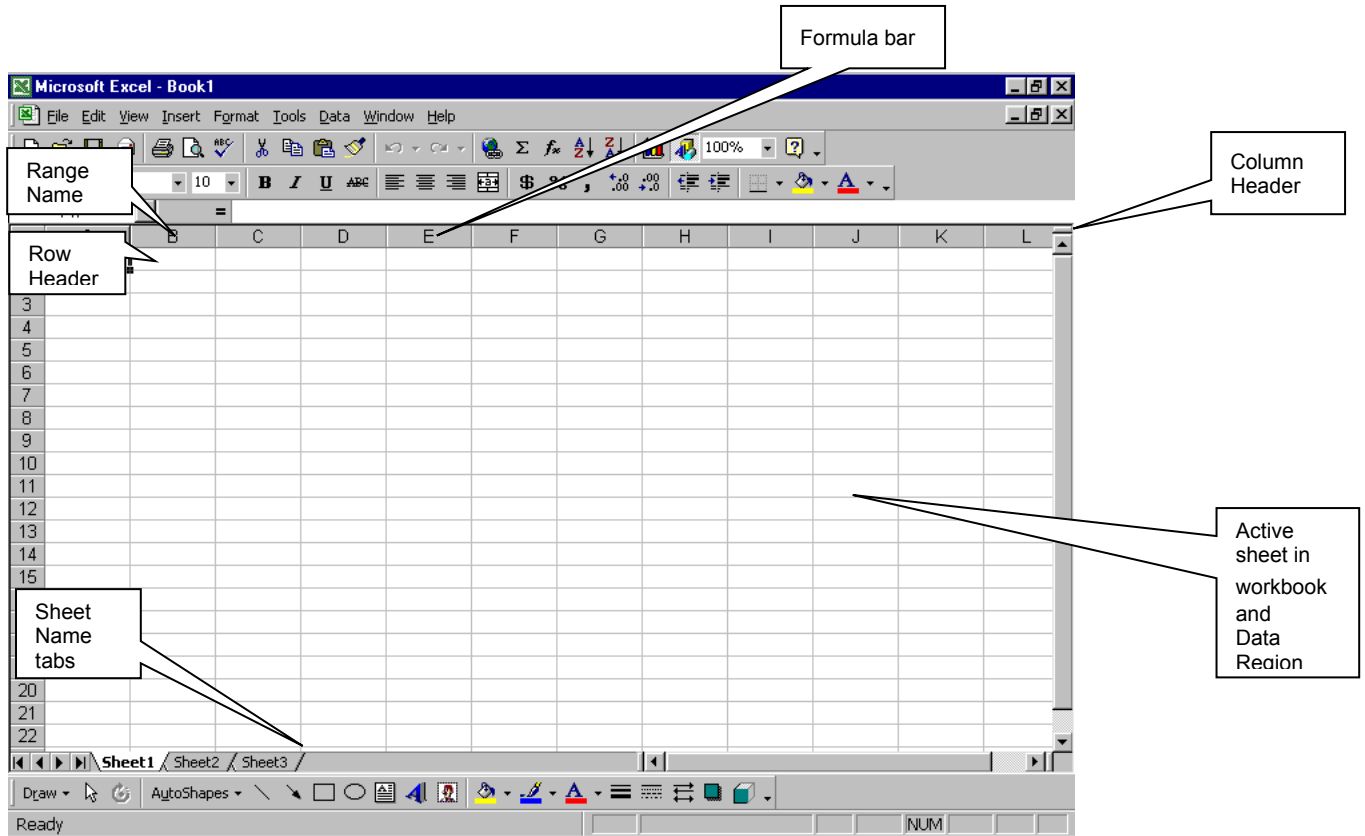 Formula bar
Microsoft Excel - Book1
File Edit View Insert Format Tools Data Window Help
ABC 100%
Range
Name
10 B I U ABC $ % ,
Column
Header
=
B C D E F G H I J K L
Row
Header
3
4
5
6
7
8
9
10
11
12
13
14
15
Active
sheet in
workbook
and
Data
Region
Sheet
Name
tabs
20
21
22
Sheet1 Sheet2 Sheet3
Draw AutoShapes
Ready NUM